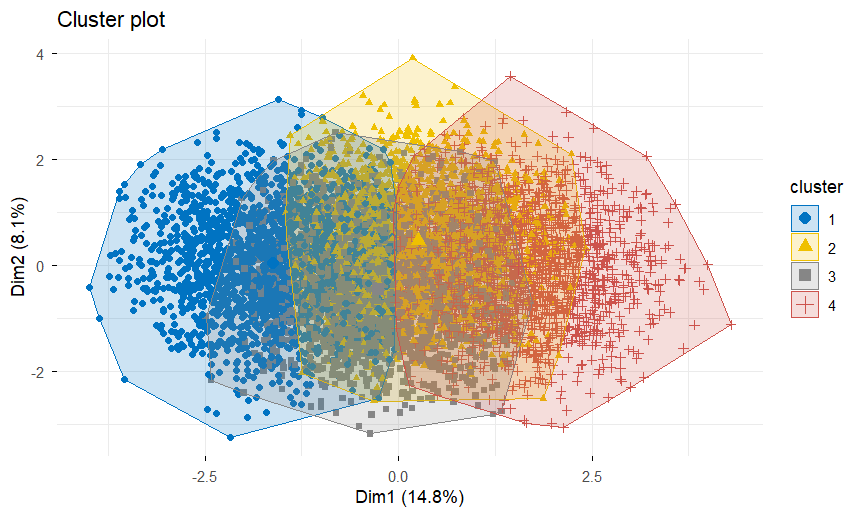 Cluster plot
4
2
0
-2
Dim2 (8.1%)
-2.5
0.0
2.5
Dim1 (14.8%)
cluster
1
2
3
4